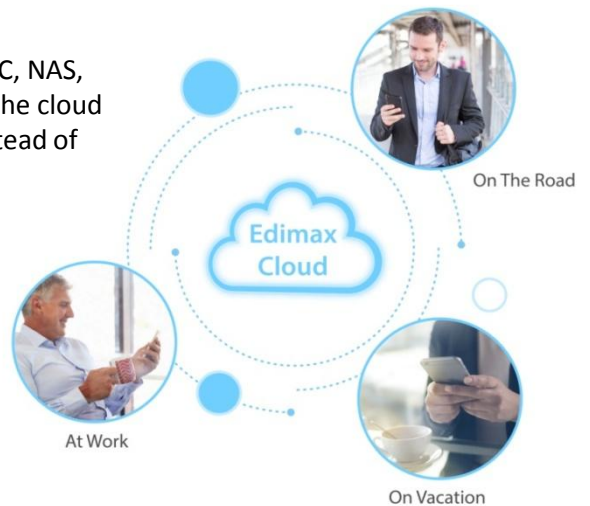 C, NAS,
he cloud
tead of
On The Road
Edimax
Cloud
At Work
On Vacation